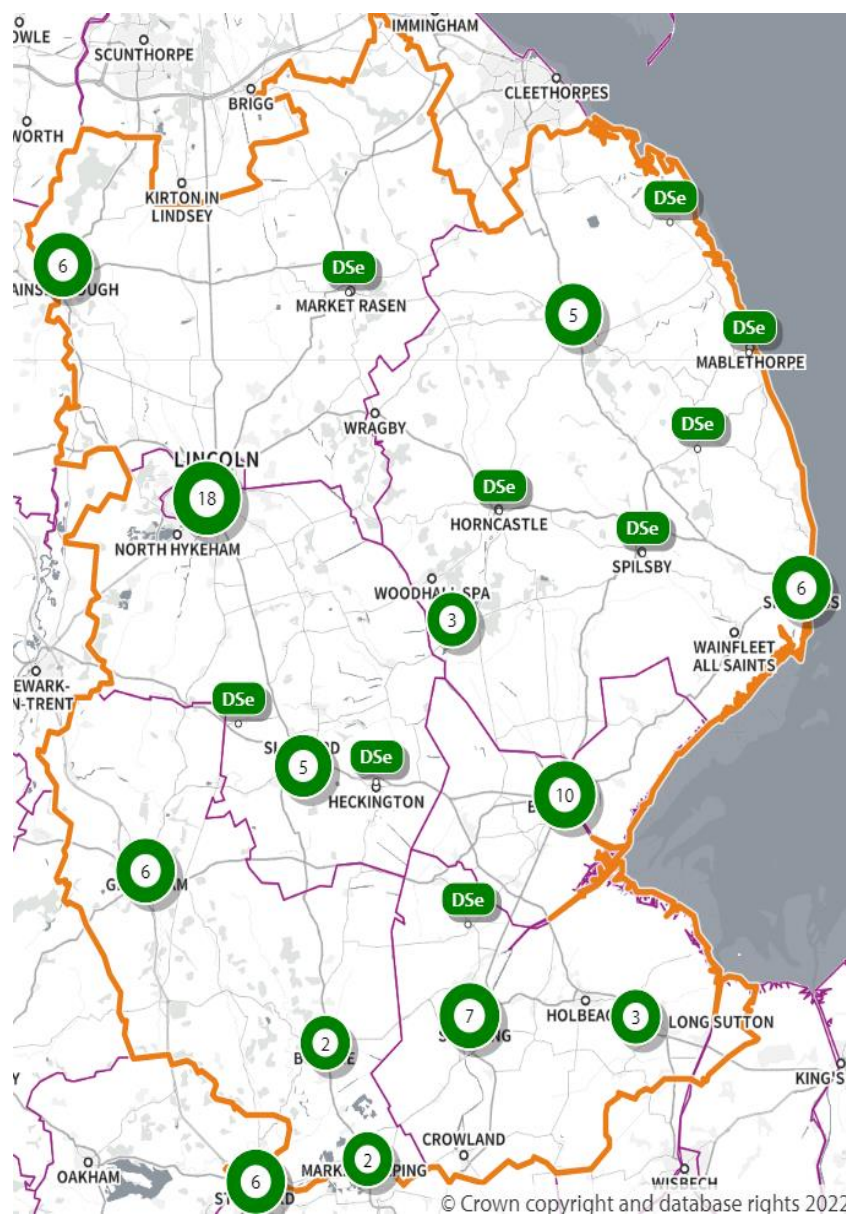 OWLE
SCUNTHORPE
IMMINGHAM
BRIGG
CLEETHORPES
WORTH
KIRTON IN
LINDSEY
DSe
6
AINSBOROUGH
DSe
MARKET RASEN
5
DSe
MABLETHORPE
WRAGBY
DSe
LINCOLN
18
DSe
HORNCASTLE
NORTH HYKEHAM
DSe
SPILSBY
WOODHALL SPA
6
3
WAINFLEET
ALL SAINTS
EWARK-
N-TRENT
DSe
5
DSe
HECKINGTON
10
6
DSe
7
HOLBEAC
3
LONG SUTTON
2
KING'S
CROWLAND
2
OAKHAM
6
WISBECH
© Crown copyright and database rights 2022